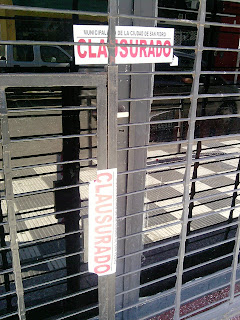 MUNICIPALIDAD DE LA CIUDAD DE SAN ISIDRO
CLAUSURADO
CLAUSURADO